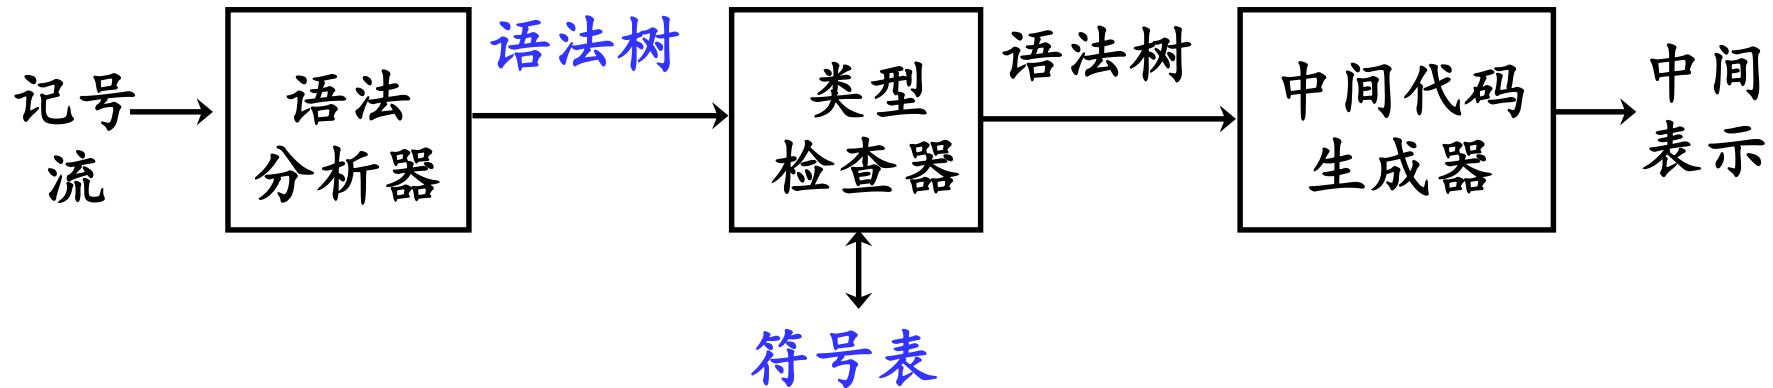 记号
流
语法
分析器
语法树
类型
检查器
语法树
中间代码
生成器
中间
表示
符号表